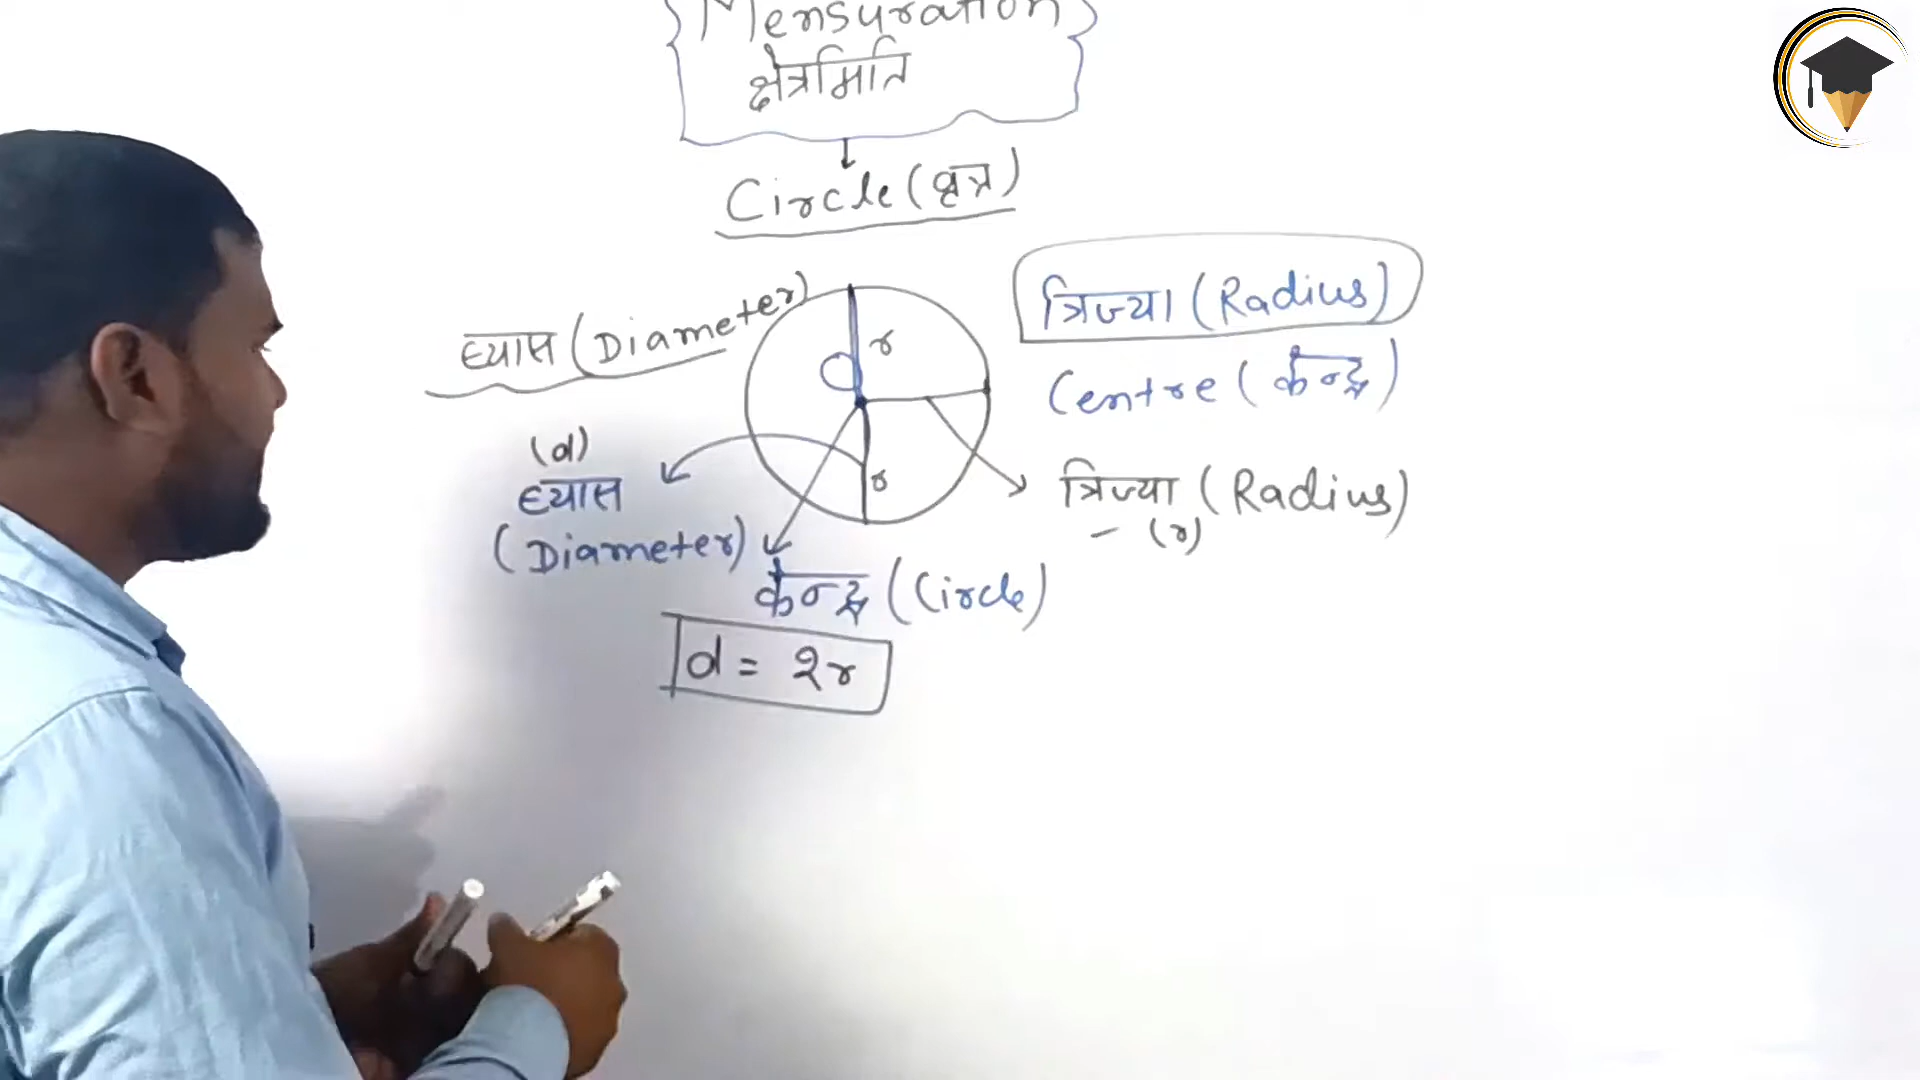 Mensuration
क्षेत्रमिति
Circle (वृत्त)
व्यास (Diameter)
त्रिज्या (Radius)
Centre (केन्द्र)
r
(d)
व्यास
(Diameter)
r
त्रिज्या (Radius)
(r)
केन्द्र (Circle)
d = 2r